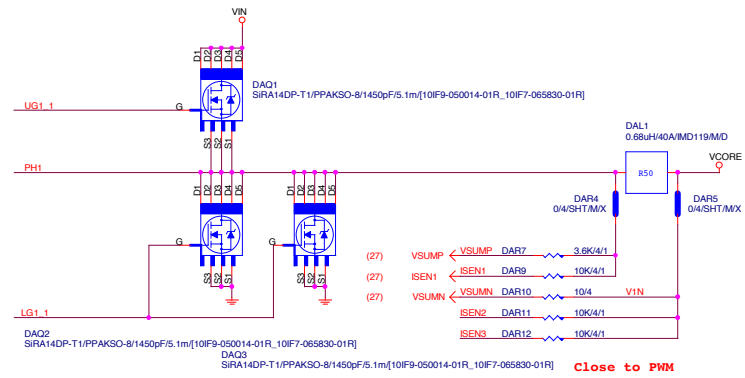 VIN
D1 D2 D3 D4 D5
DAQ1
SiRA14DP-T1/PPAKSO-8/1450pF/5.1m/[10IF9-050014-01R_10IF7-065830-01R]
UG1_1
G
S3 S2 S1
DAL1
0.68uH/40A/IMD119/M/D
VCORE
PH1
R50
D1 D2 D3 D4 D5
D1 D2 D3 D4 D5
DAR4
0/4/SHT/M/X
DAR5
0/4/SHT/M/X
G
G
S3 S2 S1
S3 S2 S1
(27) VSUMP VSUMP DAR7 3.6K/4/1
(27) ISEN1 ISEN1 DAR9 10K/4/1
(27) VSUMN VSUMN DAR10 10/4 V1N
LG1_1
ISEN2 DAR11 10K/4/1
ISEN3 DAR12 10K/4/1
DAQ2
SiRA14DP-T1/PPAKSO-8/1450pF/5.1m/[10IF9-050014-01R_10IF7-065830-01R]
DAQ3
SiRA14DP-T1/PPAKSO-8/1450pF/5.1m/[10IF9-050014-01R_10IF7-065830-01R]
Close to PWM